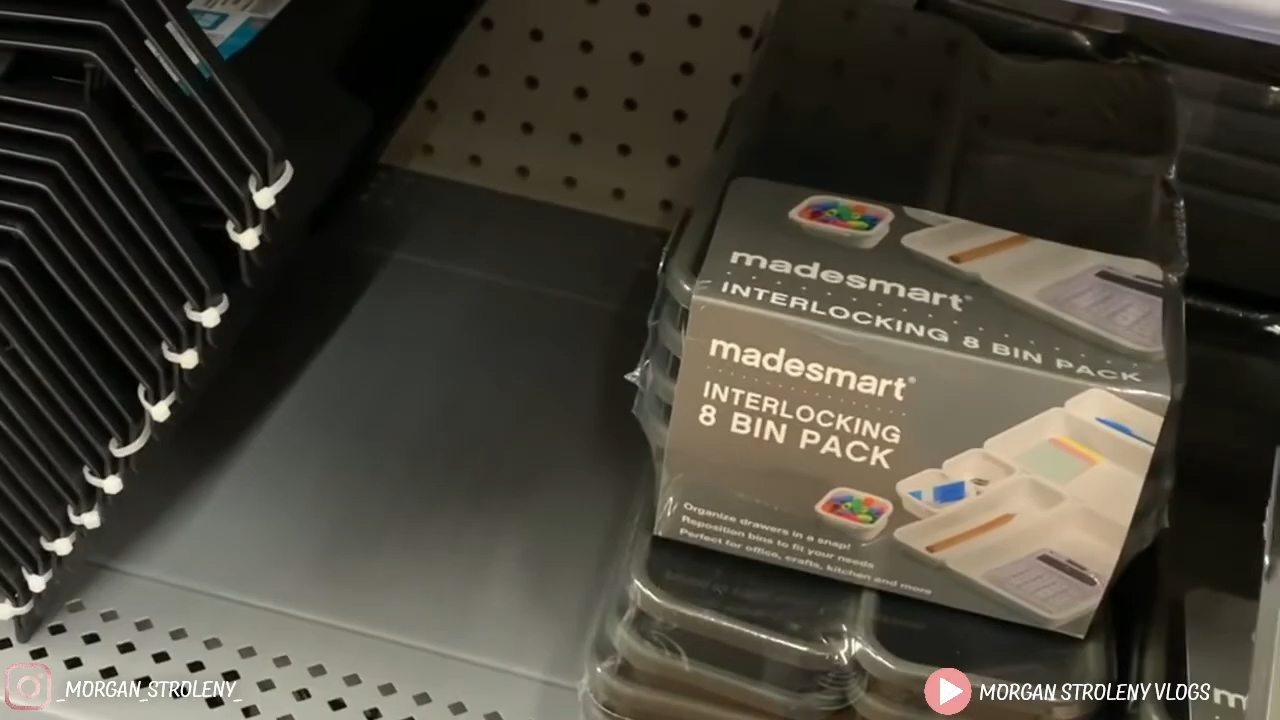 madesmart®
INTERLOCKING 8 BIN PACK
madesmart®
INTERLOCKING
8 BIN PACK
Organize drawers in a snap!
Reposition bins to fit your needs
Perfect for office, crafts, kitchen and more
_MORGAN_STROLENY_
MORGAN STROLENY VLOGS
m